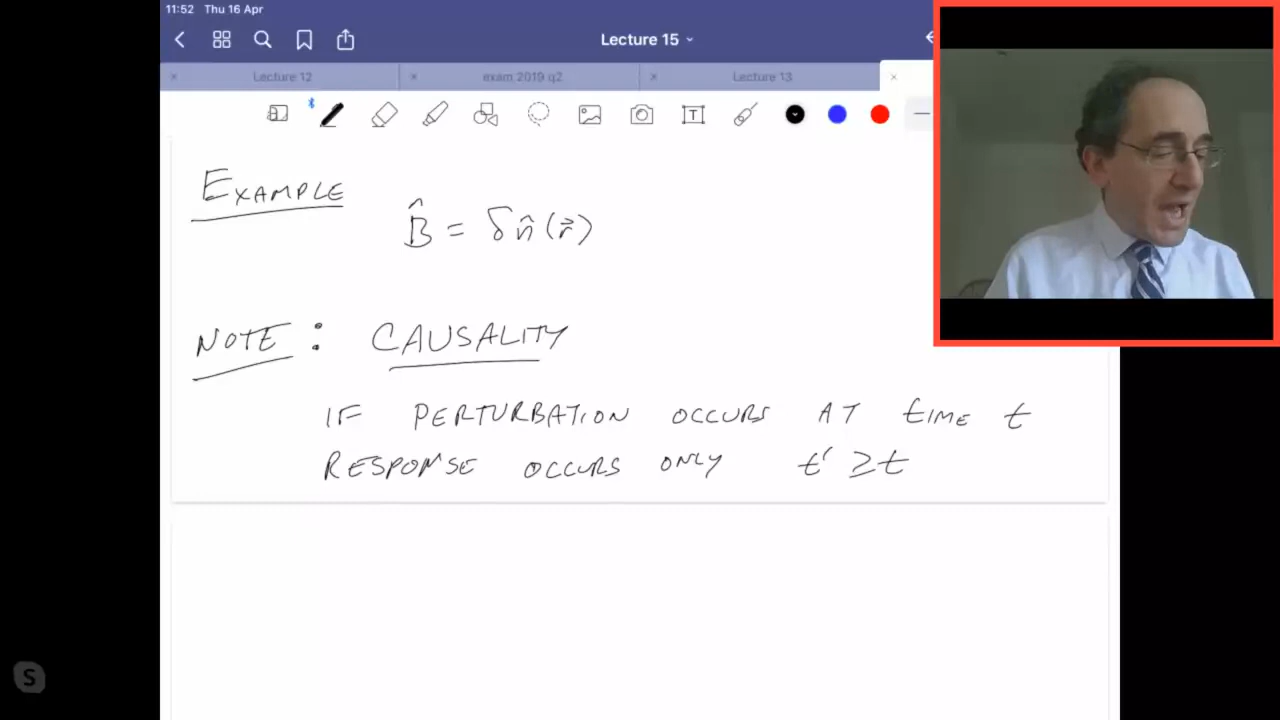 11:52 Thu 16 Apr
Lecture 15
Lecture 12
exam 2019 q2
Lecture 13
T
EXAMPLE
B̂ = δn̂(r⃗)
NOTE : CAUSALITY
IF PERTURBATION OCCURS AT TIME t
RESPONSE OCCURS ONLY t' ≥ t
S